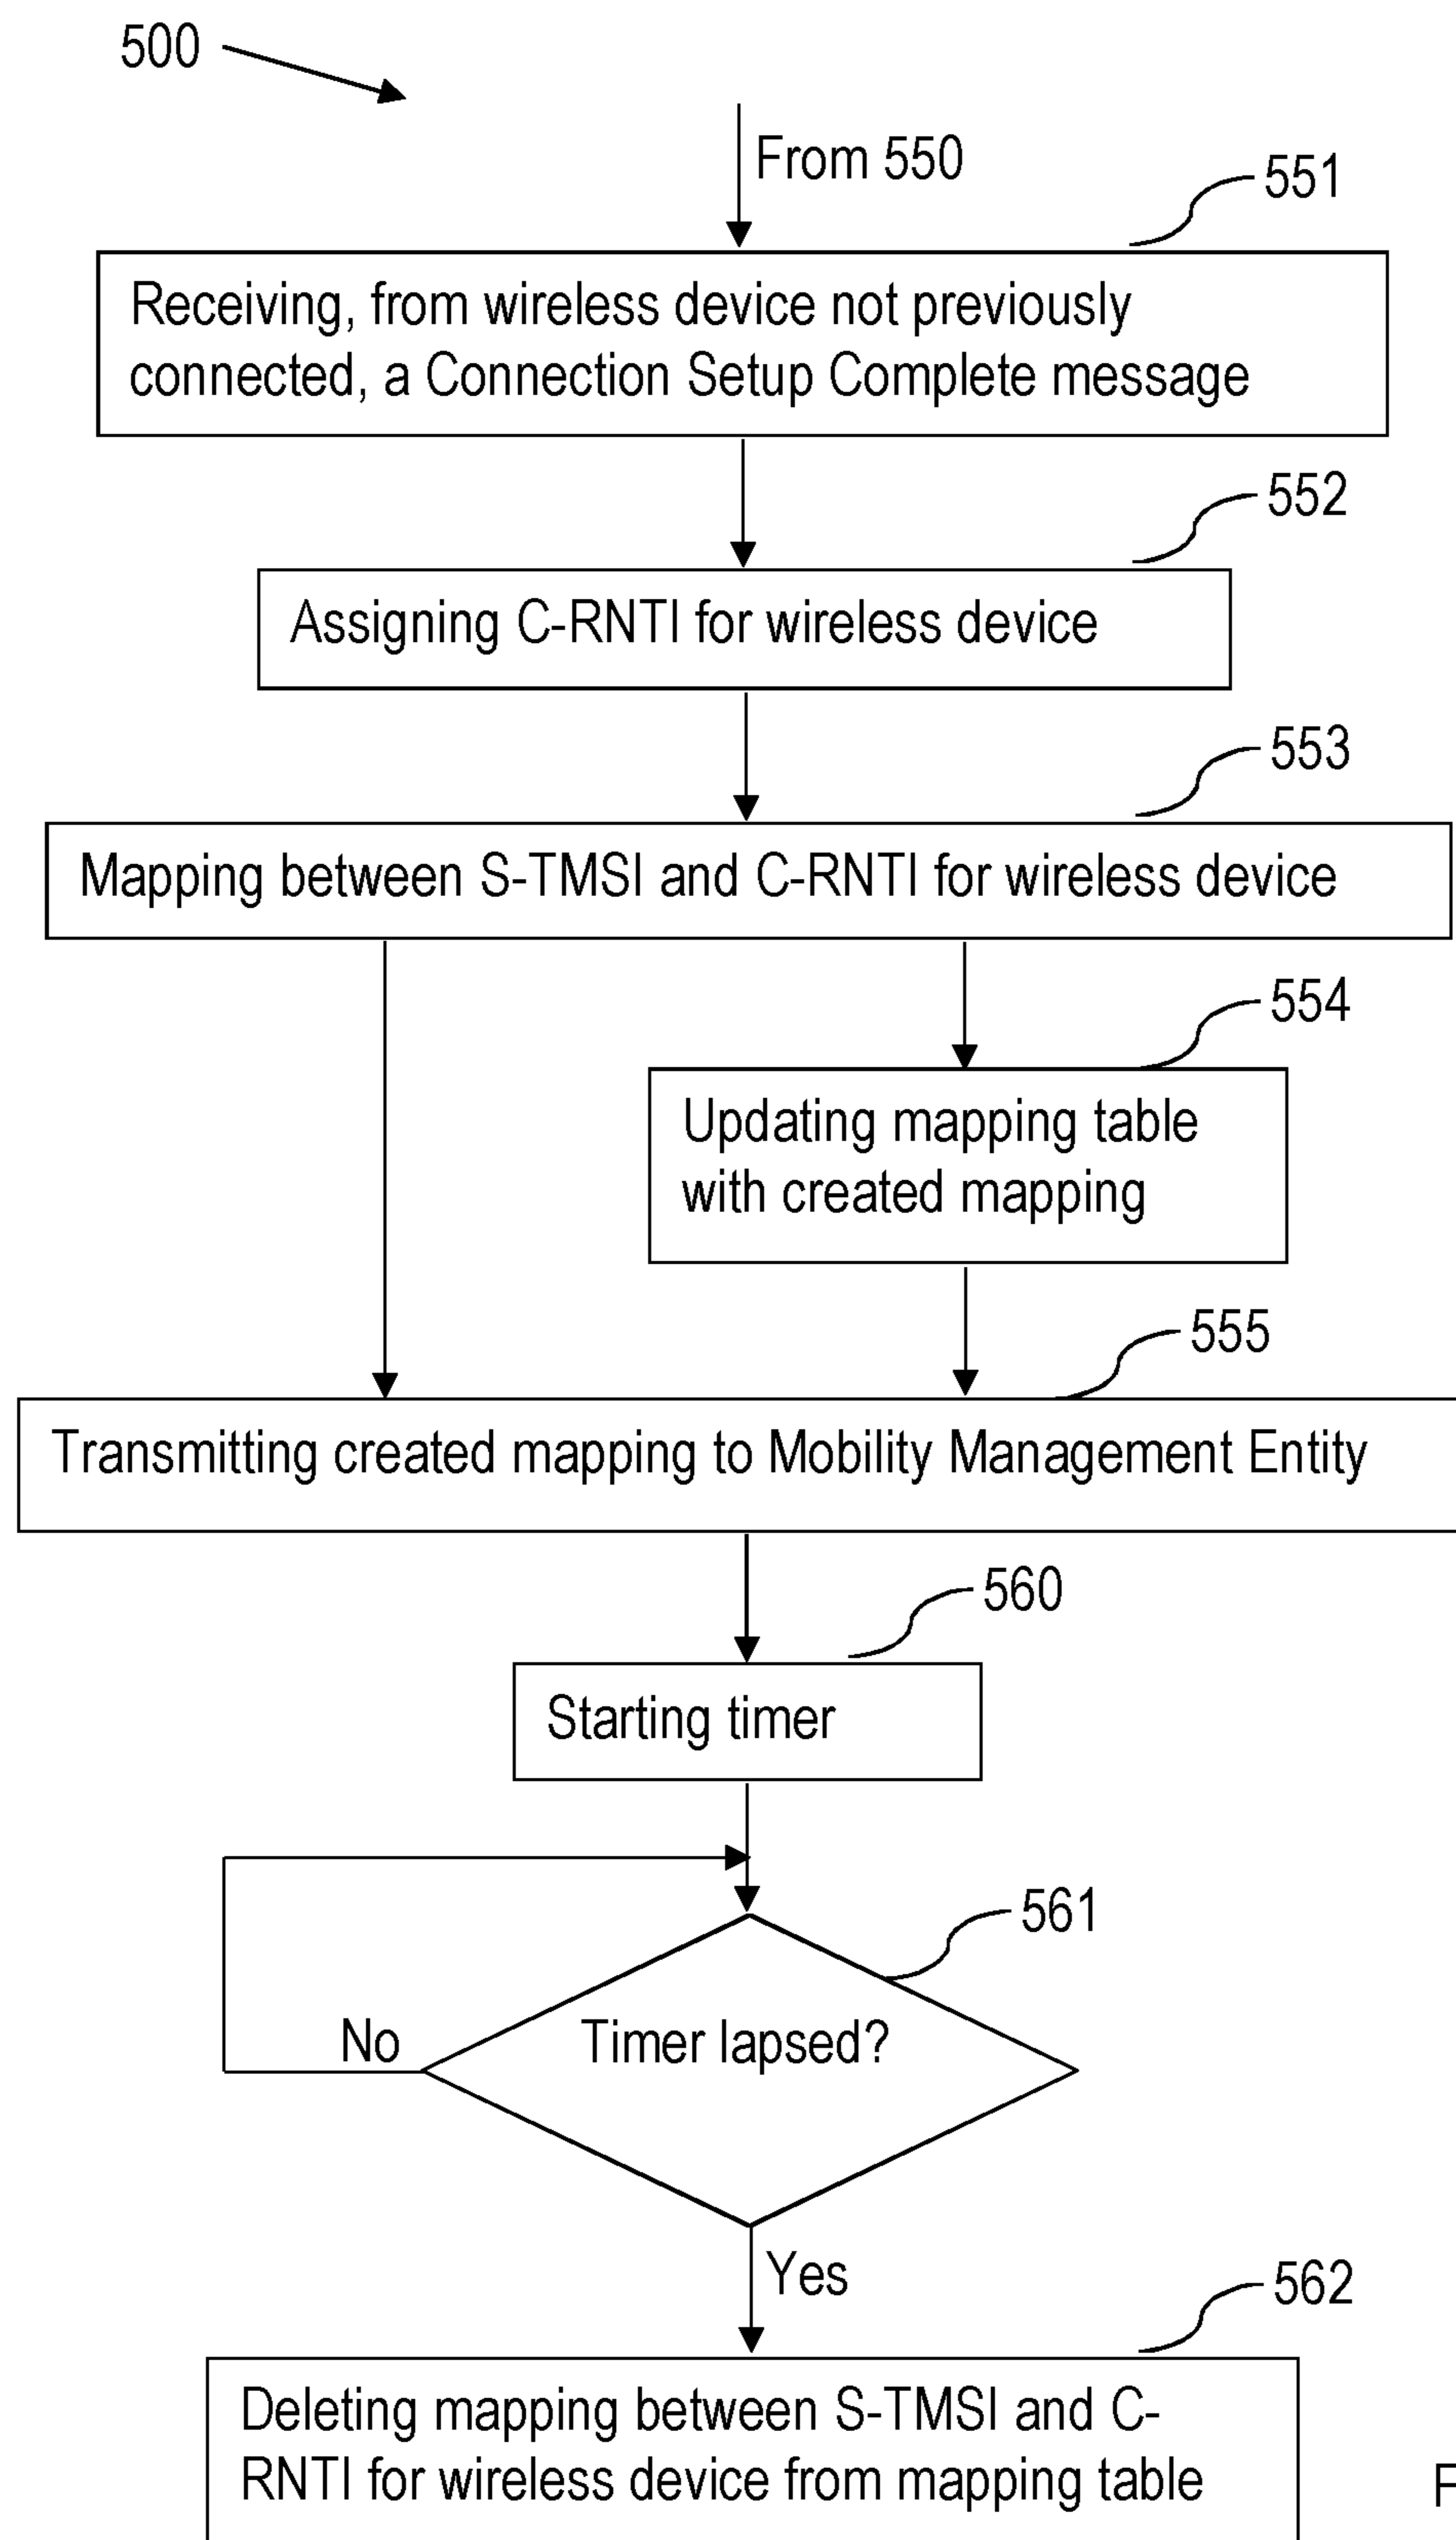 500
From 550
551
Receiving, from wireless device not previously
connected, a Connection Setup Complete message
552
Assigning C-RNTI for wireless device
553
Mapping between S-TMSI and C-RNTI for wireless device
554
Updating mapping table
with created mapping
555
Transmitting created mapping to Mobility Management Entity
560
Starting timer
561
Timer lapsed?
No
Yes
562
Deleting mapping between S-TMSI and C-
RNTI for wireless device from mapping table